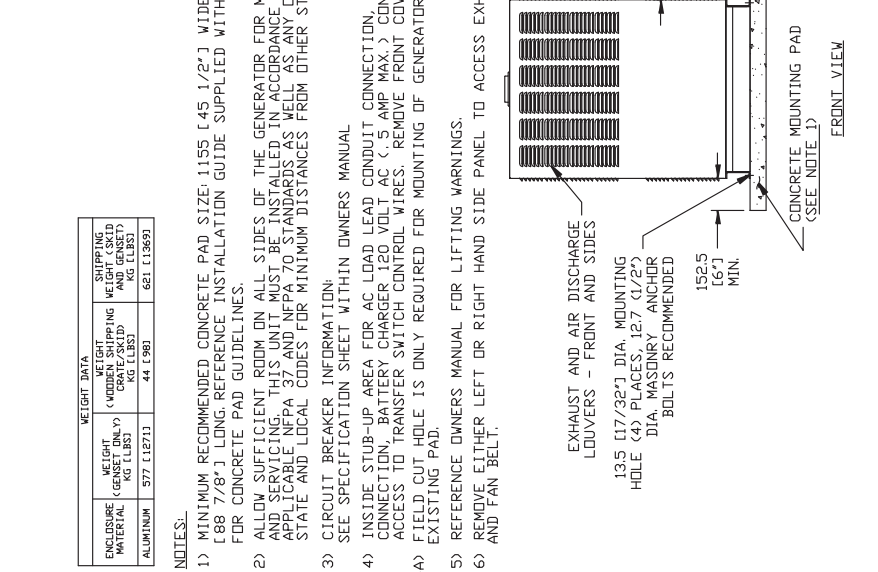 WEIGHT DATA
ENCLOSURE MATERIAL
WEIGHT (GENSET ONLY) KG [LBS]
WEIGHT (WOODEN SHIPPING CRATE/SKID) KG [LBS]
SHIPPING WEIGHT (SKID AND GENSET) KG [LBS]
ALUMINUM 577 [1271] 44 [98] 621 [1369]
NOTES:
1) MINIMUM RECOMMENDED CONCRETE PAD SIZE: 1155 [45 1/2"] WIDE
[88 7/8"] LONG. REFERENCE INSTALLATION GUIDE SUPPLIED WITH
FOR CONCRETE PAD GUIDELINES.
2) ALLOW SUFFICIENT ROOM ON ALL SIDES OF THE GENERATOR FOR
AND SERVICING. THIS UNIT MUST BE INSTALLED IN ACCORDANCE
APPLICABLE NFPA 37 AND NFPA 70 STANDARDS AS WELL AS ANY
STATE AND LOCAL CODES FOR MINIMUM DISTANCES FROM OTHER
3) CIRCUIT BREAKER INFORMATION:
SEE SPECIFICATION SHEET WITHIN OWNERS MANUAL
4) INSIDE STUB-UP AREA FOR AC LOAD LEAD CONDUIT CONNECTION,
CONNECTION, BATTERY CHARGER 120 VOLT AC (.5 AMP MAX.)
ACCESS TO TRANSFER SWITCH CONTROL WIRES. REMOVE FRONT
A) FIELD CUT HOLE IS ONLY REQUIRED FOR MOUNTING OF GENERATOR
EXISTING PAD.
5) REFERENCE OWNERS MANUAL FOR LIFTING WARNINGS.
6) REMOVE EITHER LEFT OR RIGHT HAND SIDE PANEL TO ACCESS
AND FAN BELT.
EXHAUST AND AIR DISCHARGE
LOUVERS - FRONT AND SIDES
13.5 [17/32"] DIA. MOUNTING
HOLE (4) PLACES, 12.7 (1/2")
DIA. MASONRY ANCHOR
BOLTS RECOMMENDED
152.5
[6"]
MIN.
CONCRETE MOUNTING PAD
(SEE NOTE 1)
FRONT VIEW